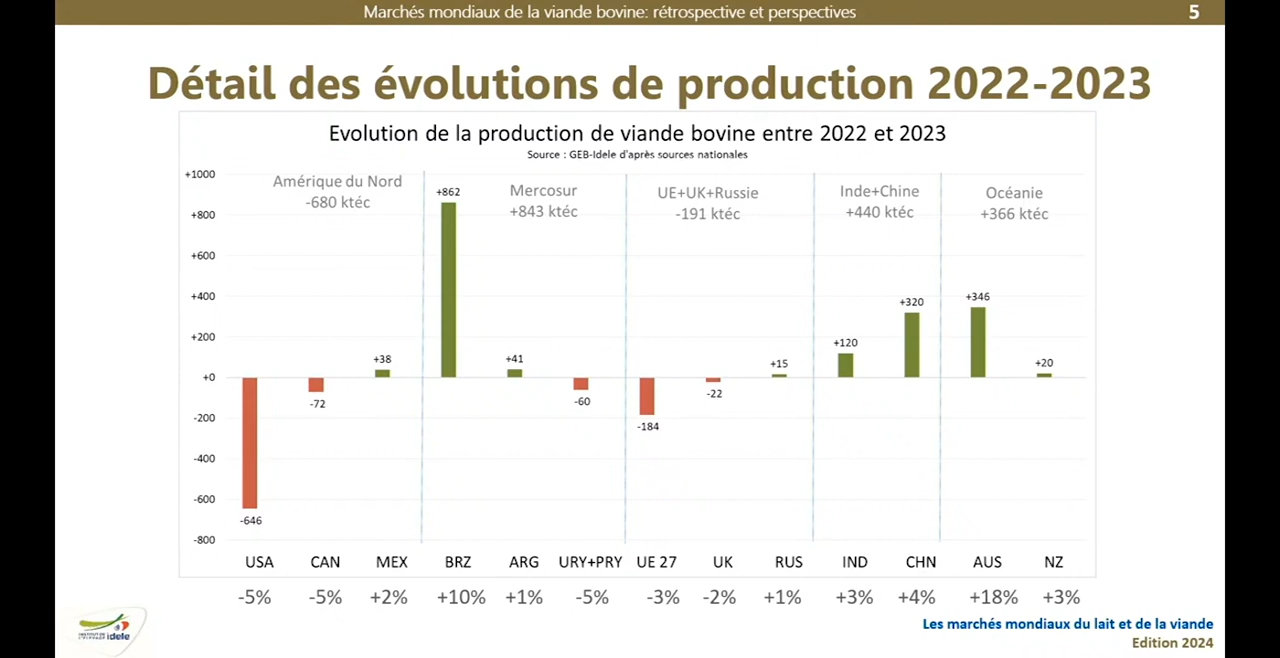 Marchés mondiaux de la viande bovine: rétrospective et perspectives
5
Détail des évolutions de production 2022-2023
Evolution de la production de viande bovine entre 2022 et 2023
Source : GEB-Idele d'après sources nationales
Amérique du Nord
-680 ktéc
Mercosur
+843 ktéc
UE+UK+Russie
-191 ktéc
Inde+Chine
+440 ktéc
Océanie
+366 ktéc
+1000
+800
+600
+400
+200
+0
-200
-400
-600
-800
-646
-72
+38
+862
+41
-60
-184
-22
+15
+120
+320
+346
+20
USA CAN MEX BRZ ARG URY+PRY UE 27 UK RUS IND CHN AUS NZ
-5% -5% +2% +10% +1% -5% -3% -2% +1% +3% +4% +18% +3%
idele
Les marchés mondiaux du lait et de la viande
Edition 2024